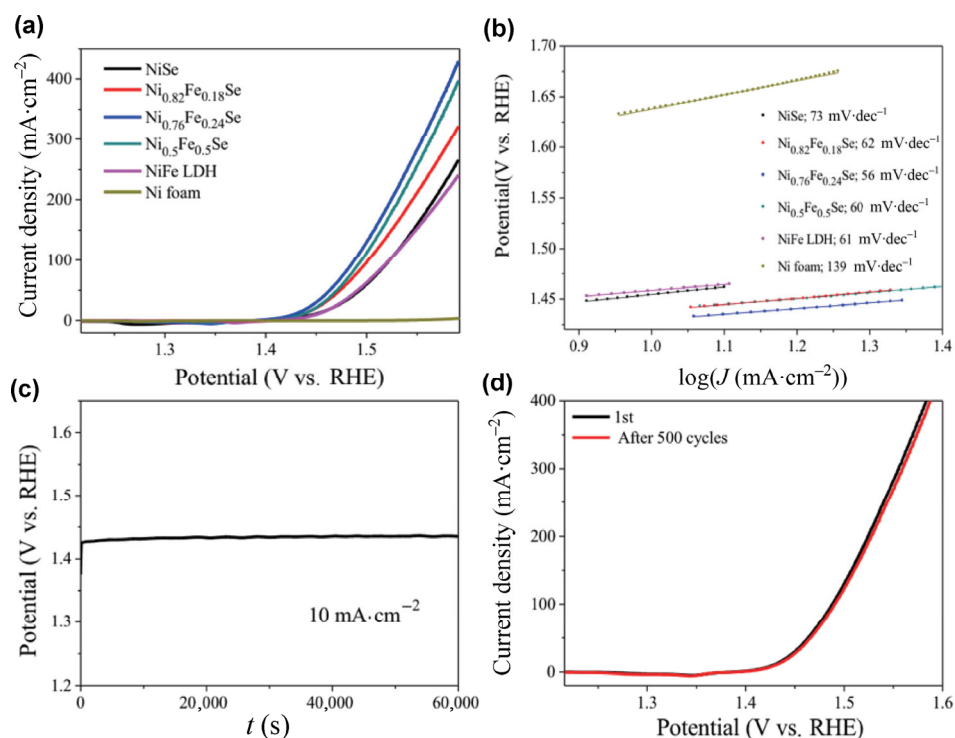 (a)
Current density (mA·cm⁻²)
400
300
200
100
0
NiSe
Ni₀.₈₂Fe₀.₁₈Se
Ni₀.₇₆Fe₀.₂₄Se
Ni₀.₅Fe₀.₅Se
NiFe LDH
Ni foam
1.3 1.4 1.5
Potential (V vs. RHE)
(b)
Potential(V vs. RHE)
1.70
1.65
1.60
1.55
1.50
1.45
NiSe; 73 mV·dec⁻¹
Ni₀.₈₂Fe₀.₁₈Se; 62 mV·dec⁻¹
Ni₀.₇₆Fe₀.₂₄Se; 56 mV·dec⁻¹
Ni₀.₅Fe₀.₅Se; 60 mV·dec⁻¹
NiFe LDH; 61 mV·dec⁻¹
Ni foam; 139 mV·dec⁻¹
0.9 1.0 1.1 1.2 1.3 1.4
log(J (mA·cm⁻²))
(c)
Potential (V vs. RHE)
1.6
1.5
1.4
1.3
1.2
10 mA·cm⁻²
0 20,000 40,000 60,000
t (s)
(d)
Current density (mA·cm⁻²)
400
300
200
100
0
1st
After 500 cycles
1.3 1.4 1.5 1.6
Potential (V vs. RHE)